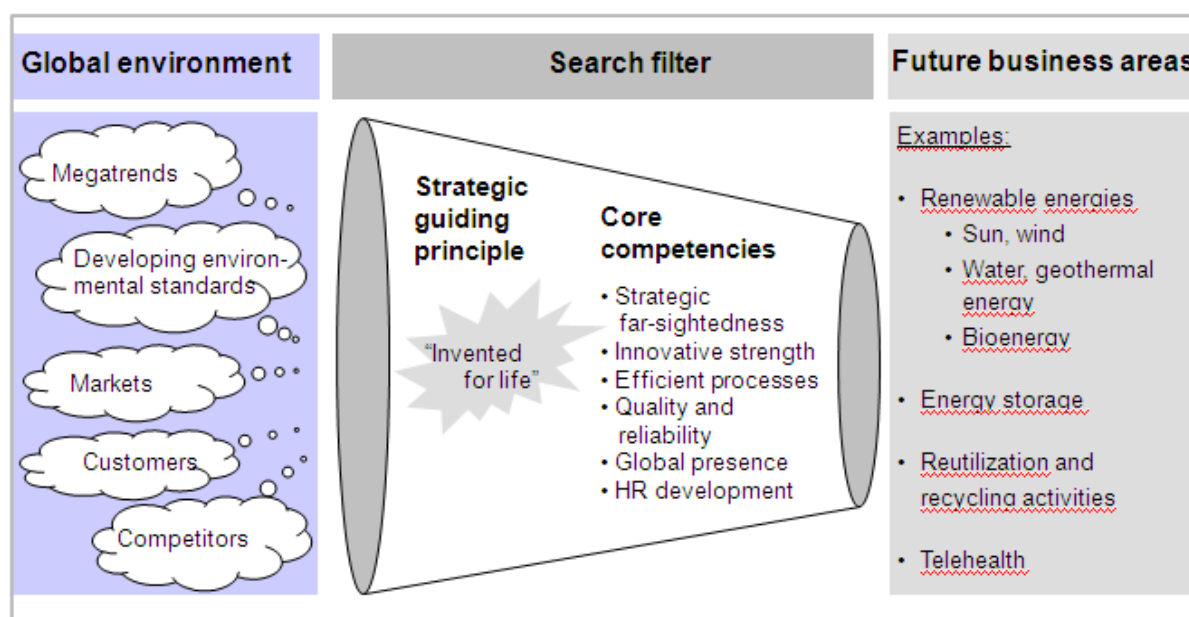 Global environment
Search filter
Future business areas
Megatrends
Developing environ-
mental standards
Markets
Customers
Competitors
Strategic
guiding
principle
“Invented
for life”
Core
competencies
• Strategic
far-sightedness
• Innovative strength
• Efficient processes
• Quality and
reliability
• Global presence
• HR development
Examples:
• Renewable energies
• Sun, wind
• Water, geothermal
energy
• Bioenergy
• Energy storage
• Reutilization and
recycling activities
• Telehealth